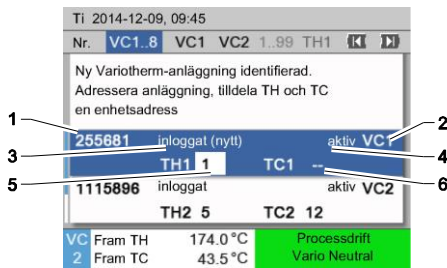 Ti 2014-12-09, 09:45
Nr. VC1..8 VC1 VC2 1..99 TH1
Ny Variotherm-anläggning identifierad.
Adressera anläggning, tilldela TH och TC
en enhetsadress
1
2
255681 inloggat (nytt) aktiv VC1
3
4
TH1 1 TC1 --
5
6
1115896 inloggat aktiv VC2
TH2 5 TC2 12
VC Fram TH 174.0 °C Processdrift
2 Fram TC 43.5 °C Vario Neutral